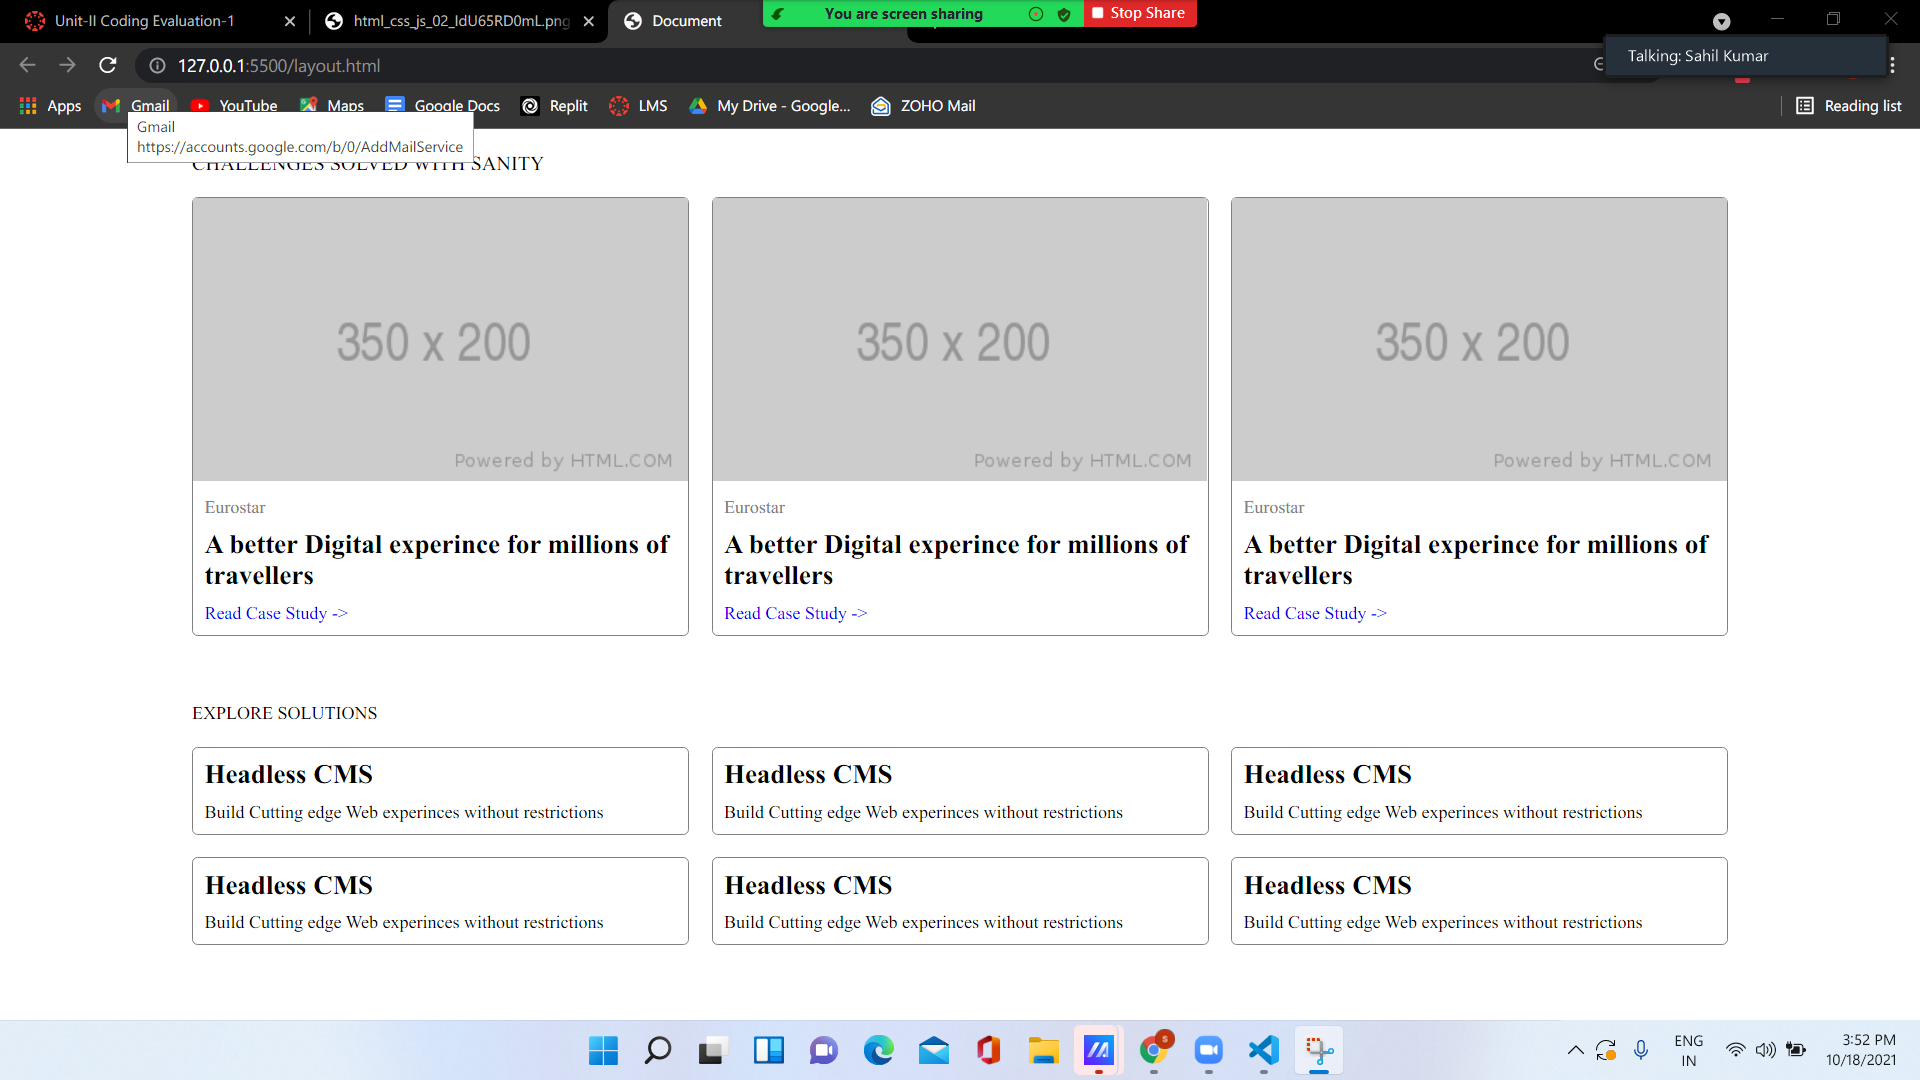 Unit-II Coding Evaluation-1
html_css_js_02_IdU65RD0mL.png
Document
You are screen sharing
Stop Share
127.0.0.1:5500/layout.html
Talking: Sahil Kumar
Apps
Gmail
YouTube
Maps
Google Docs
Replit
LMS
My Drive - Google...
ZOHO Mail
Reading list
Gmail
https://accounts.google.com/b/0/AddMailService
CHALLENGES SOLVED WITH SANITY
350 x 200
Powered by HTML.COM
350 x 200
Powered by HTML.COM
350 x 200
Powered by HTML.COM
Eurostar
A better Digital experince for millions of
travellers
Read Case Study ->
Eurostar
A better Digital experince for millions of
travellers
Read Case Study ->
Eurostar
A better Digital experince for millions of
travellers
Read Case Study ->
EXPLORE SOLUTIONS
Headless CMS
Build Cutting edge Web experinces without restrictions
Headless CMS
Build Cutting edge Web experinces without restrictions
Headless CMS
Build Cutting edge Web experinces without restrictions
Headless CMS
Build Cutting edge Web experinces without restrictions
Headless CMS
Build Cutting edge Web experinces without restrictions
Headless CMS
Build Cutting edge Web experinces without restrictions
S
ENG
IN
3:52 PM
10/18/2021